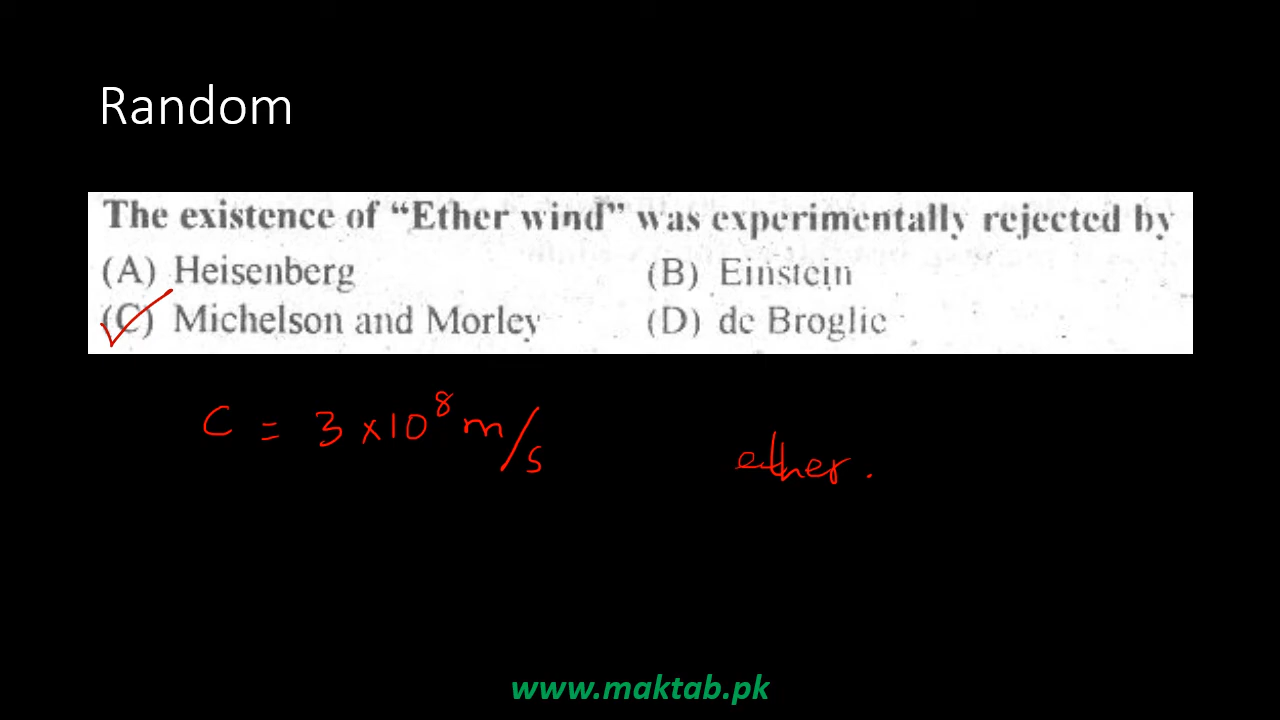 Random
The existence of “Ether wind” was experimentally rejected by
(A) Heisenberg (B) Einstein
(C) Michelson and Morley (D) de Broglie
C = 3 × 10⁸ m/s ether.
www.maktab.pk